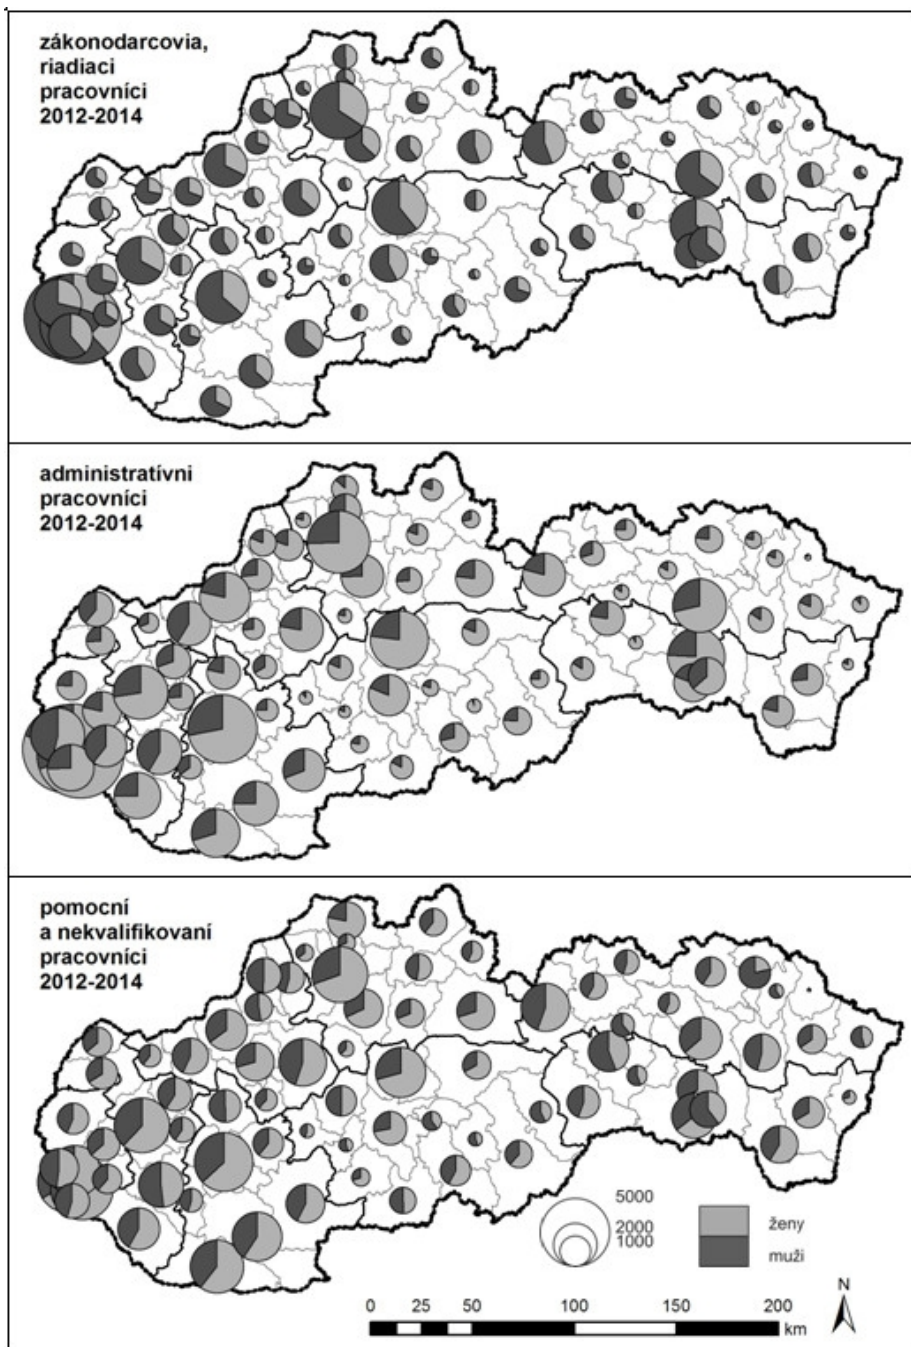 zákonodarcovia,
riadiaci
pracovníci
2012-2014
administratívni
pracovníci
2012-2014
pomocní
a nekvalifikovaní
pracovníci
2012-2014
5000
2000
1000
ženy
muži
N
0 25 50 100 150 200
km